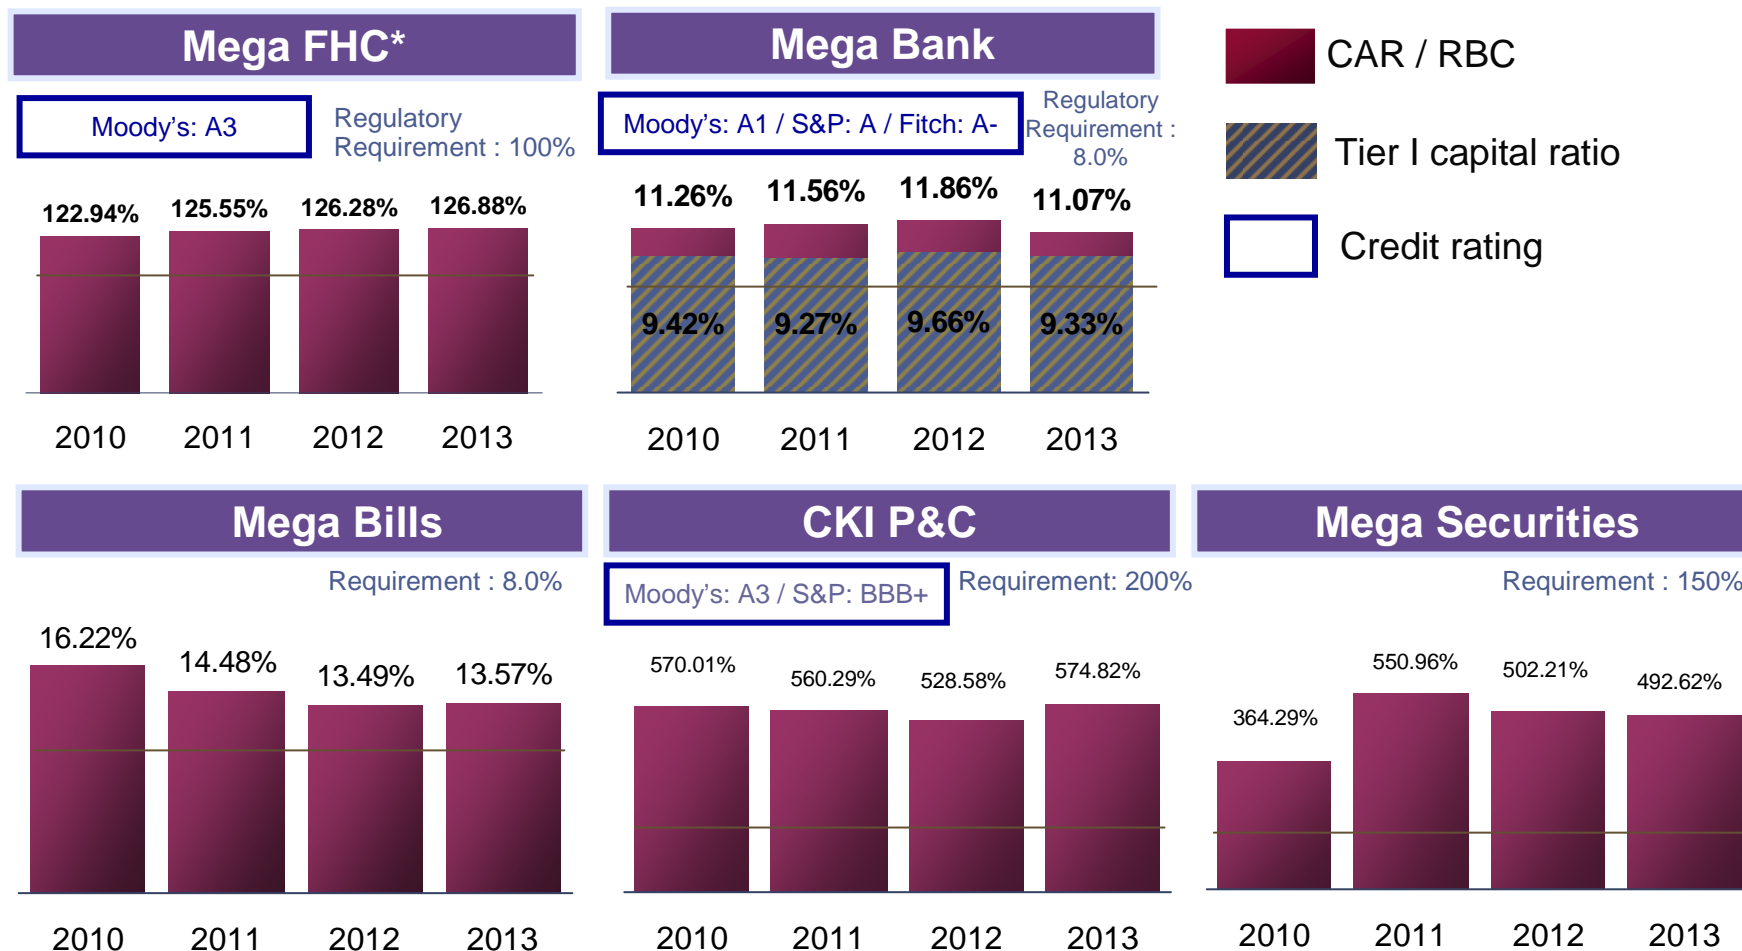 Mega FHC*
Moody's: A3
Regulatory
Requirement : 100%
122.94%
125.55%
126.28%
126.88%
2010
2011
2012
2013
Mega Bank
Moody's: A1 / S&P: A / Fitch: A-
Regulatory
Requirement :
8.0%
11.26%
11.56%
11.86%
11.07%
9.42%
9.27%
9.66%
9.33%
2010
2011
2012
2013
CAR / RBC
Tier I capital ratio
Credit rating
Mega Bills
Requirement : 8.0%
16.22%
14.48%
13.49%
13.57%
2010
2011
2012
2013
CKI P&C
Moody's: A3 / S&P: BBB+
Requirement: 200%
570.01%
560.29%
528.58%
574.82%
2010
2011
2012
2013
Mega Securities
Requirement : 150%
364.29%
550.96%
502.21%
492.62%
2010
2011
2012
2013